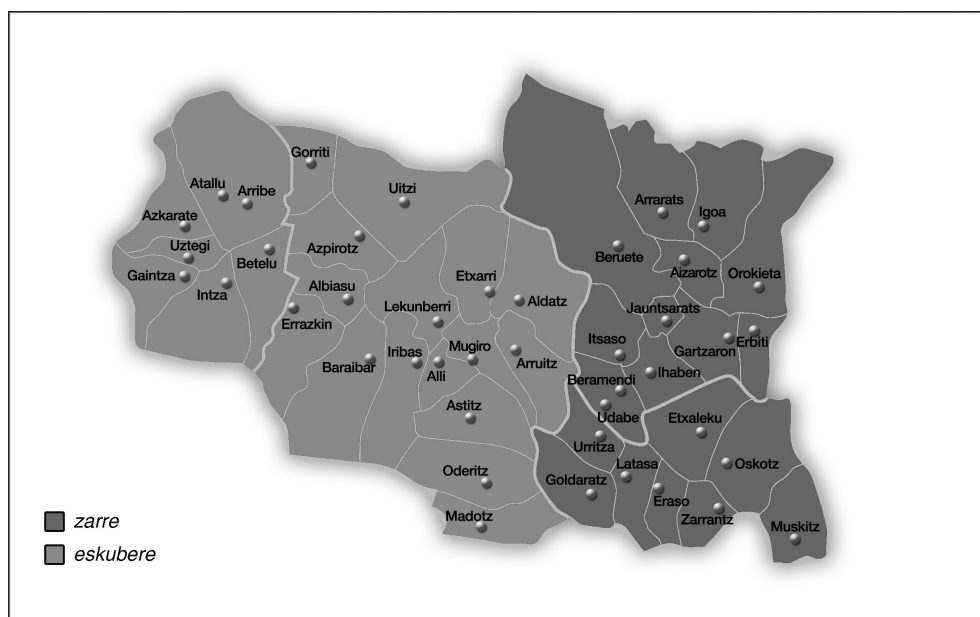 Gorriti
Uitzi
Atallu
Arribe
Arrarats
Igoa
Azkarate
Uztegi
Betelu
Azpirotz
Beruete
Aizarotz
Orokieta
Gaintza
Intza
Albiasu
Etxarri
Aldatz
Errazkin
Lekunberri
Jauntsarats
Itsaso
Gartzaron
Erbiti
Baraibar
Iribas
Alli
Mugiro
Arruitz
Ihaben
Beramendi
Astitz
Udabe
Etxaleku
Urritza
Oderitz
Goldaratz
Latasa
Oskotz
Eraso
Zarrantz
Madotz
Muskitz
zarre
eskubere